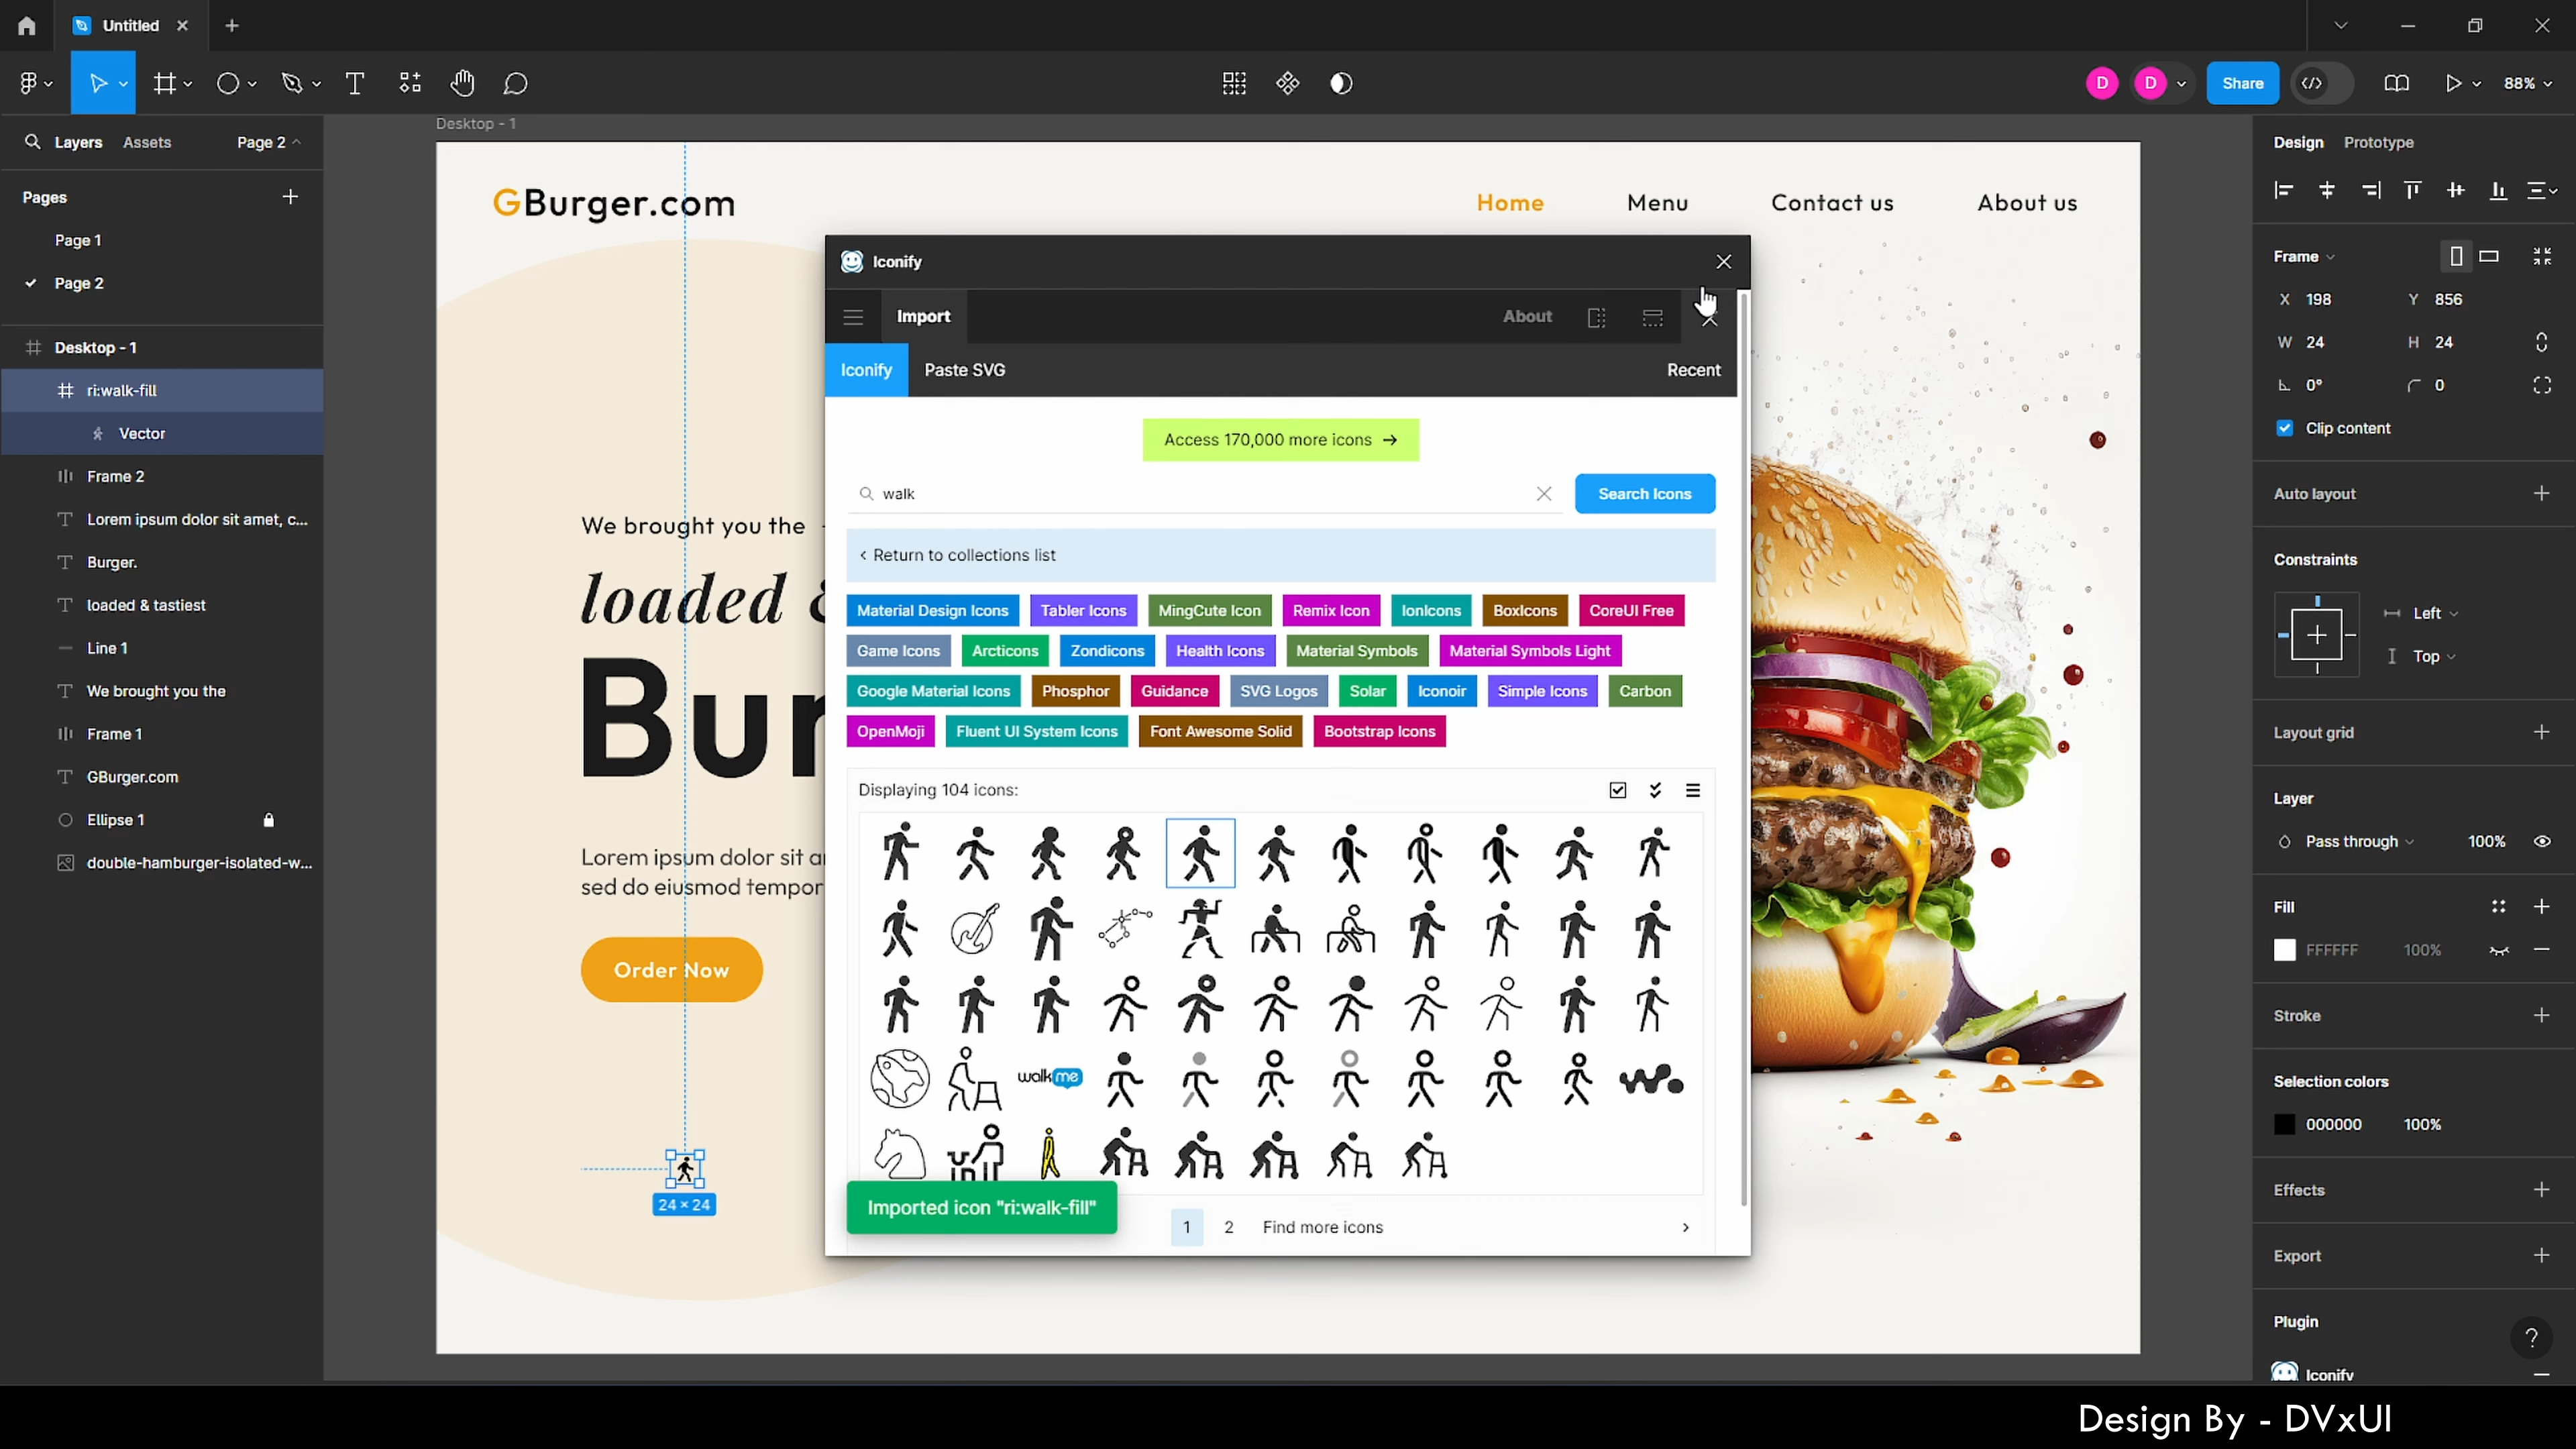 Untitled
D
D
Share
88%
Layers
Assets
Page 2
Pages
Page 1
Page 2
Desktop - 1
ri:walk-fill
Vector
Frame 2
Lorem ipsum dolor sit amet, c...
Burger.
loaded & tastiest
Line 1
We brought you the
Frame 1
GBurger.com
Ellipse 1
double-hamburger-isolated-w...
Desktop - 1
GBurger.com
Home
Menu
Contact us
About us
We brought you the
loaded &
Bur
Lorem ipsum dolor sit a
sed do eiusmod tempor
Order Now
24 × 24
Iconify
Import
About
Iconify
Paste SVG
Recent
Access 170,000 more icons →
walk
Search Icons
< Return to collections list
Material Design Icons
Tabler Icons
MingCute Icon
Remix Icon
IonIcons
BoxIcons
CoreUI Free
Game Icons
Arcticons
Zondicons
Health Icons
Material Symbols
Material Symbols Light
Google Material Icons
Phosphor
Guidance
SVG Logos
Solar
Iconoir
Simple Icons
Carbon
OpenMoji
Fluent UI System Icons
Font Awesome Solid
Bootstrap Icons
Displaying 104 icons:
walkme
Imported icon "ri:walk-fill"
1
2
Find more icons
Design
Prototype
Frame
X 198
Y 856
W 24
H 24
0°
0
Clip content
Auto layout
Constraints
Left
Top
Layout grid
Layer
Pass through
100%
Fill
FFFFFF
100%
Stroke
Selection colors
000000
100%
Effects
Export
Plugin
Iconify
?
Design By - DVxUI